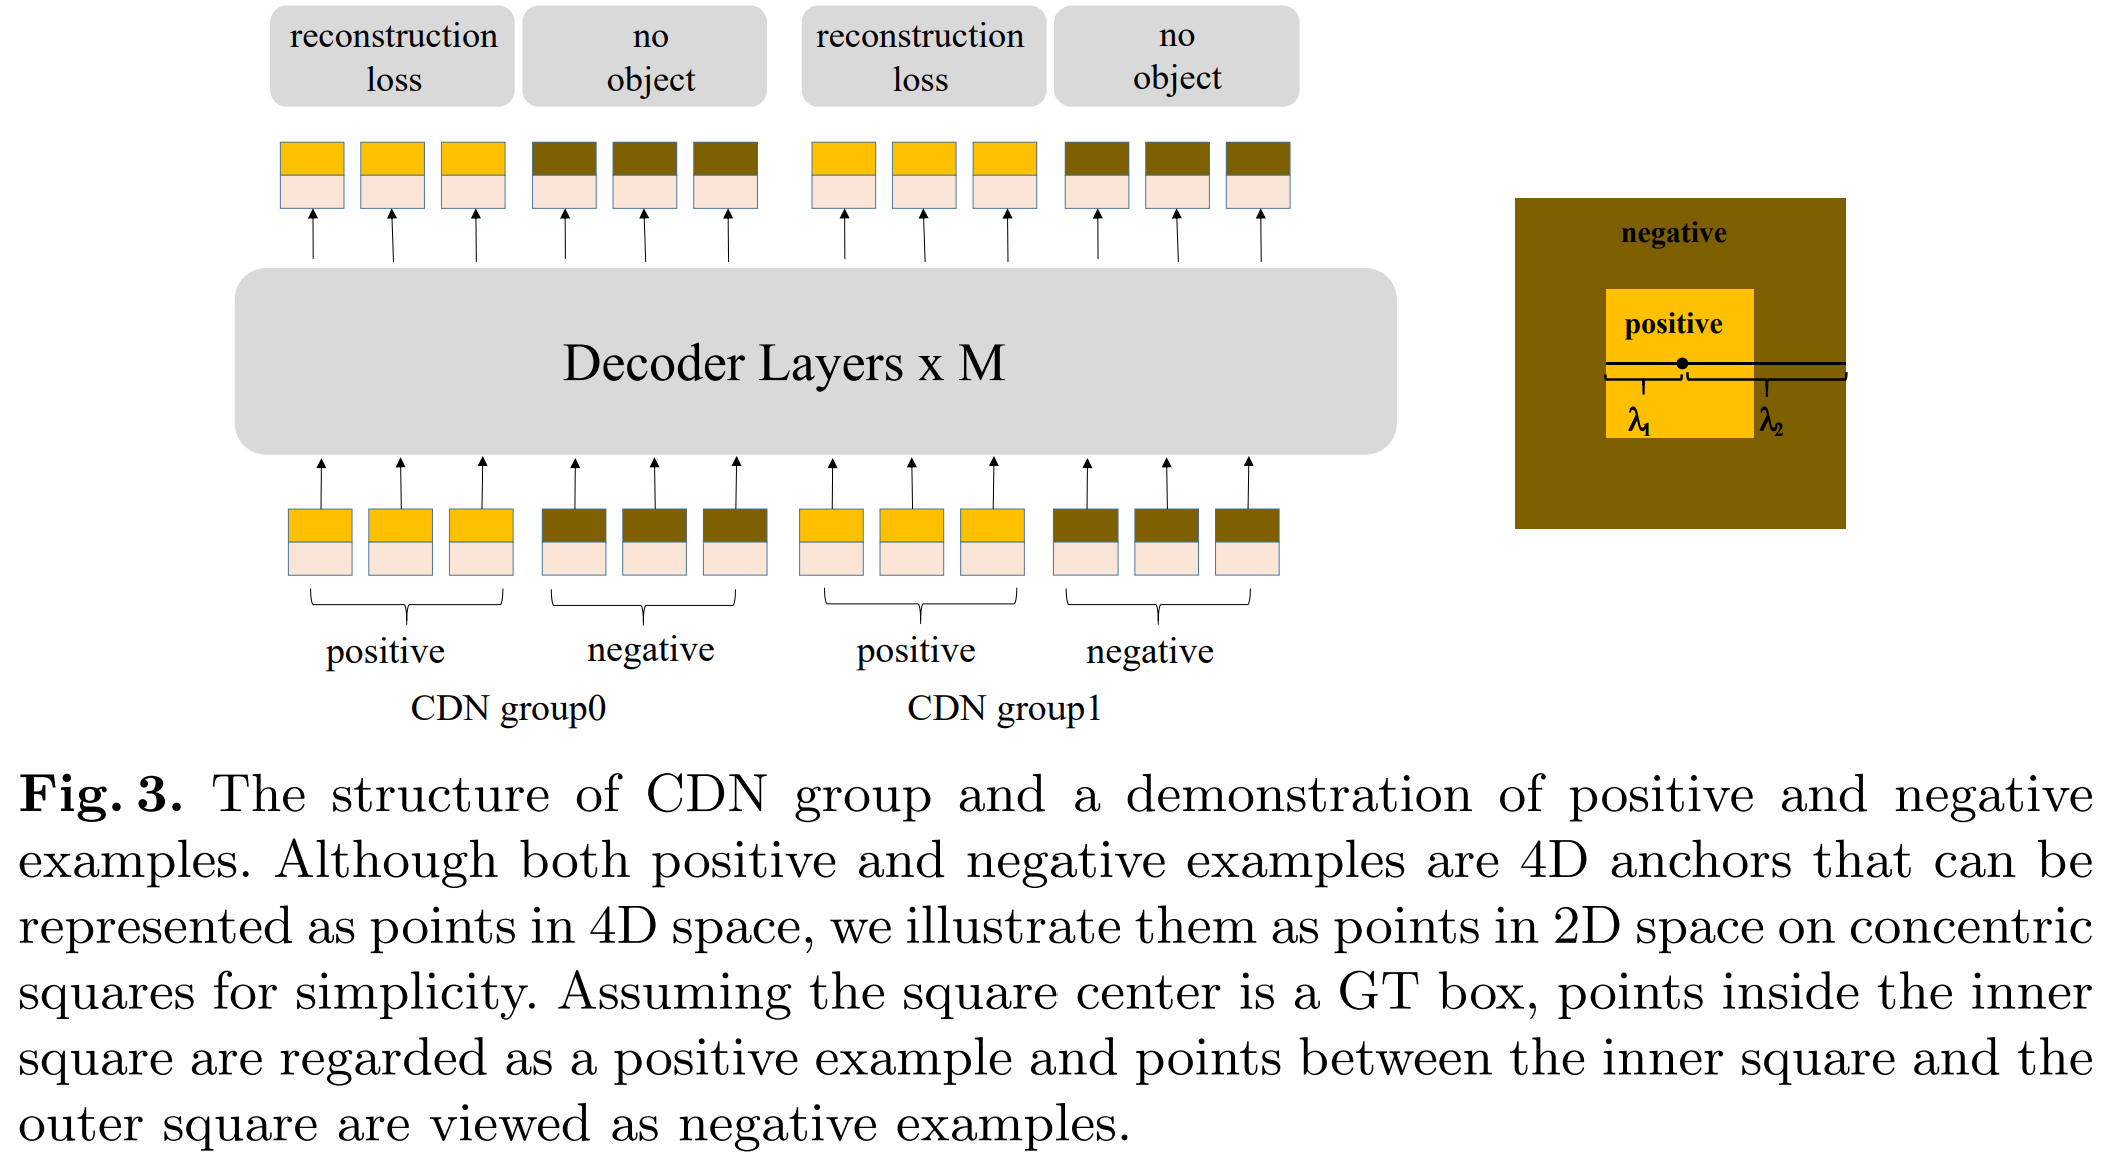 reconstruction
loss
no
object
reconstruction
loss
no
object
negative
positive
λ1
λ2
Decoder Layers x M
positive
negative
positive
negative
CDN group0
CDN group1
Fig. 3. The structure of CDN group and a demonstration of positive and negative
examples. Although both positive and negative examples are 4D anchors that can be
represented as points in 4D space, we illustrate them as points in 2D space on concentric
squares for simplicity. Assuming the square center is a GT box, points inside the inner
square are regarded as a positive example and points between the inner square and the
outer square are viewed as negative examples.